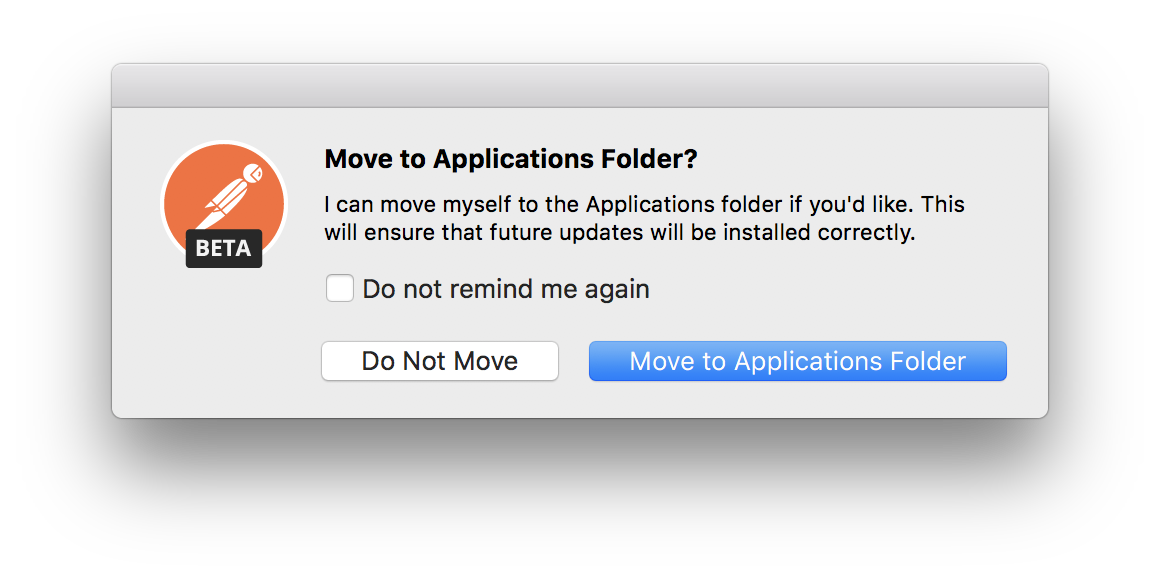 Move to Applications Folder?
I can move myself to the Applications folder if you'd like. This
will ensure that future updates will be installed correctly.
BETA
Do not remind me again
Do Not Move
Move to Applications Folder